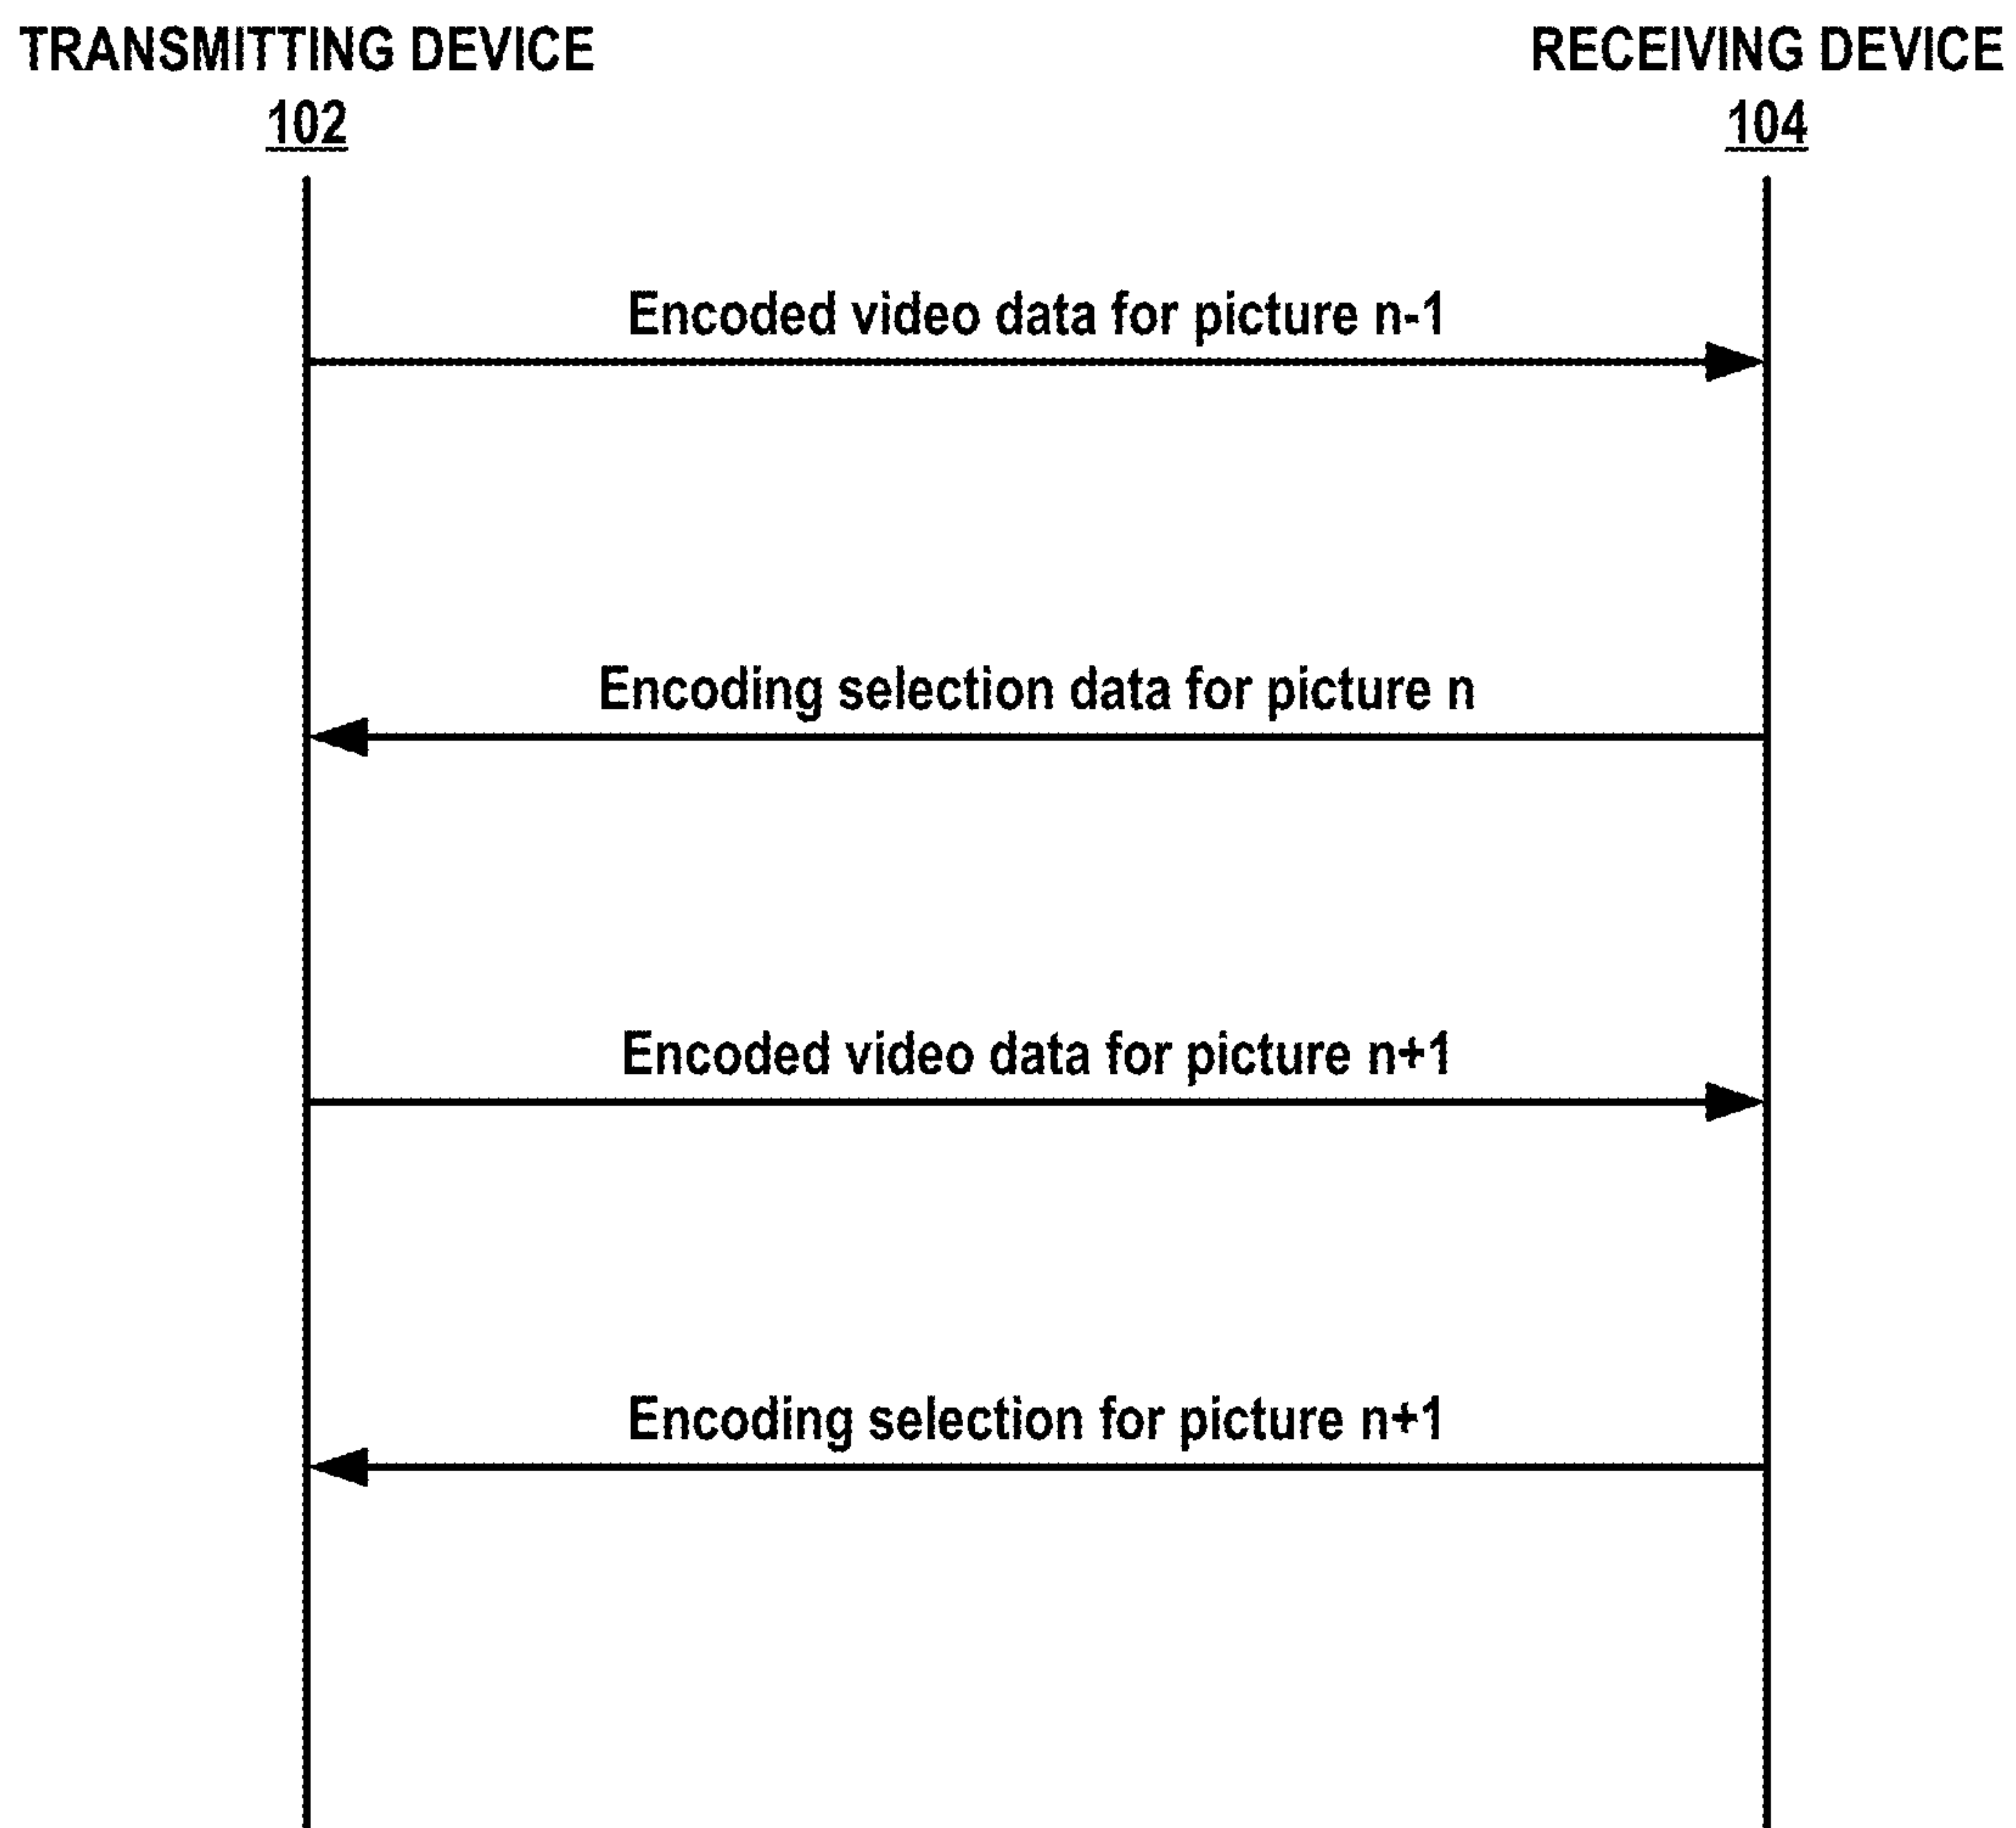 TRANSMITTING DEVICE
102
RECEIVING DEVICE
104
Encoded video data for picture n-1
Encoding selection data for picture n
Encoded video data for picture n+1
Encoding selection for picture n+1